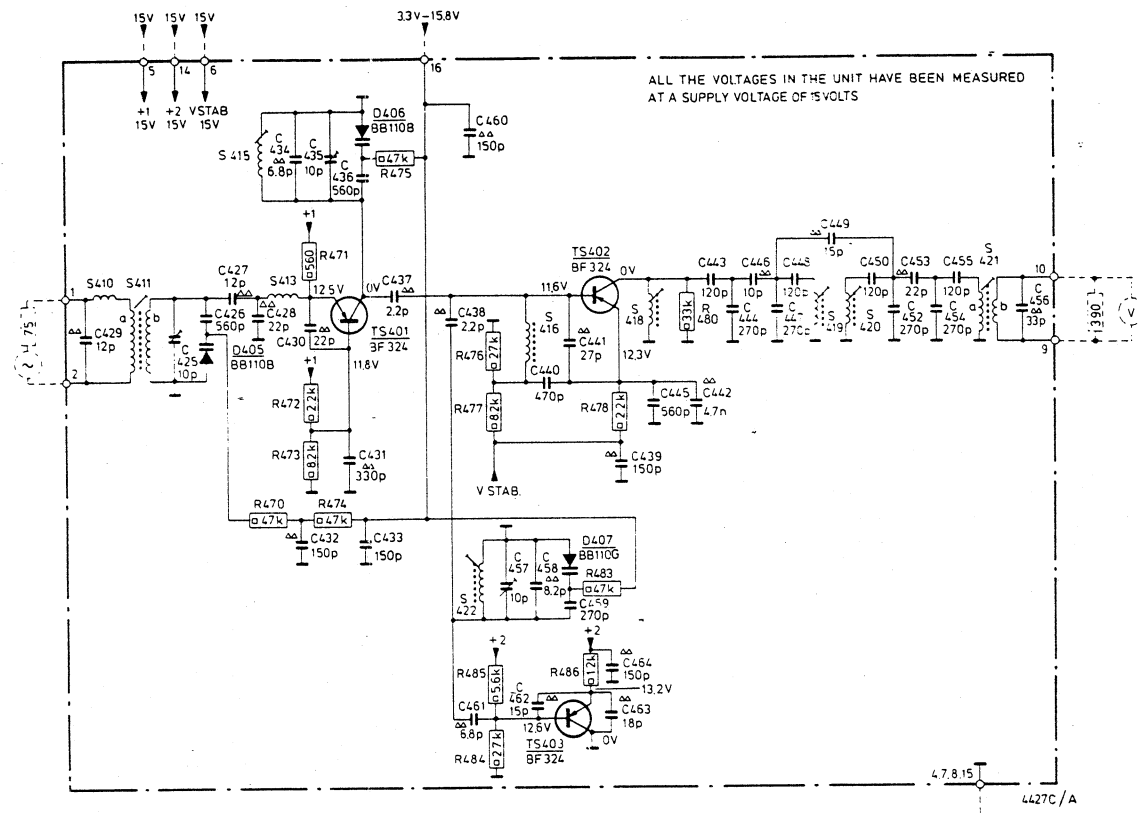 15V 15V 15V 3,3V-15,8V
5 14 6 16
+1 +2 VSTAB
15V 15V 15V
ALL THE VOLTAGES IN THE UNIT HAVE BEEN MEASURED
AT A SUPPLY VOLTAGE OF 15 VOLTS
D406
BB110B
C460
150p
S415
C
434
6.8p
C
435
10p
C
436
560p
47k
R475
+1
560
R471
S410 S411
1
a b
C429
12p
2
75
C
425
10p
C427
12p
C426
560p
C428
22p
D405
BB110B
S413
12.5V
C430
22p
0V
TS401
BF324
11,8V
C437
2.2p
+1
R472
2.2k
R473
8.2k
C431
330p
R470
47k
R474
47k
C432
150p
C433
150p
C438
2.2p
11,6V
TS402
BF 324
0V
12,3V
R476
27k
S
416
C441
27p
C440
470p
R477
8.2k
R478
2.2k
C445
560p
C442
4.7n
C439
150p
V STAB.
S
418
33k
R
480
C443
120p
C
444
270p
C446
10p
C448
120p
C
447
270p
C449
15p
S
419
S
420
C450
120p
C
452
270p
C453
22p
C
454
270p
C455
120p
S
421
a b
C
456
33p
10
9
390
V
S
422
C
457
10p
C
458
8.2p
D407
BB110G
R483
47k
C459
270p
+2
R485
5.6k
C461
6.8p
R484
27k
C
462
15p
12,6V
TS403
BF324
+2
R486
12k
C464
150p
13.2V
C463
18p
0V
4,7,8,15
4427C/A